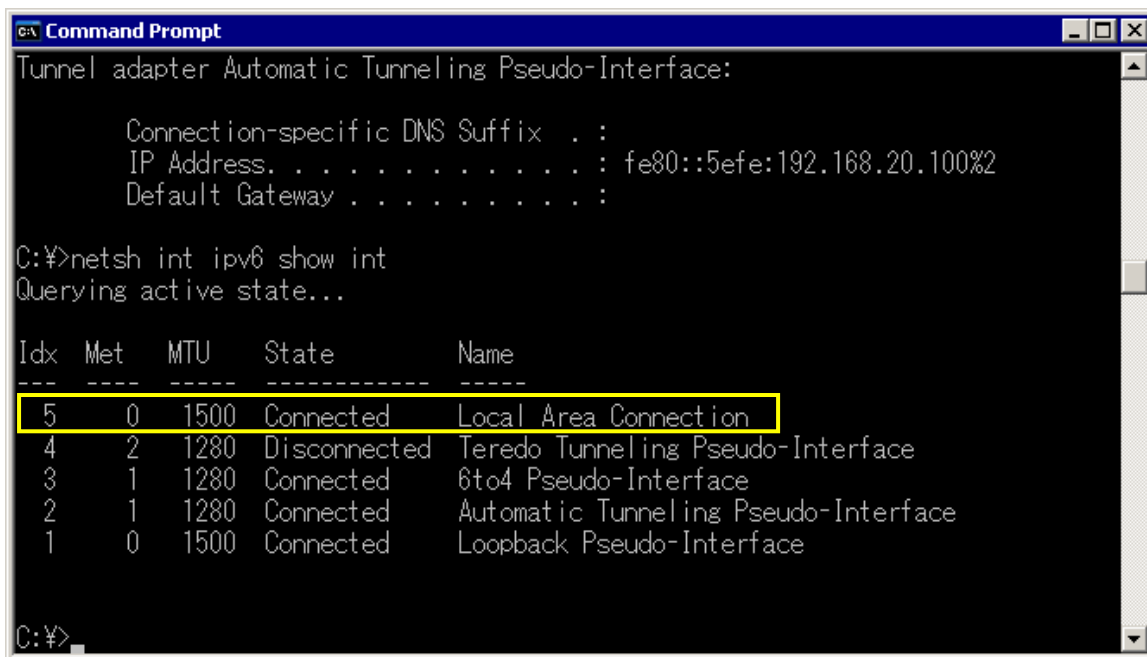 Command Prompt
Tunnel adapter Automatic Tunneling Pseudo-Interface:
Connection-specific DNS Suffix  . :
IP Address. . . . . . . . . . . . : fe80::5efe:192.168.20.100%2
Default Gateway . . . . . . . . . :
C:¥>netsh int ipv6 show int
Querying active state...
Idx  Met   MTU    State         Name
---  ----  -----  ------------  -----
  5     0   1500  Connected     Local Area Connection
  4     2   1280  Disconnected  Teredo Tunneling Pseudo-Interface
  3     1   1280  Connected     6to4 Pseudo-Interface
  2     1   1280  Connected     Automatic Tunneling Pseudo-Interface
  1     0   1500  Connected     Loopback Pseudo-Interface
C:¥>_